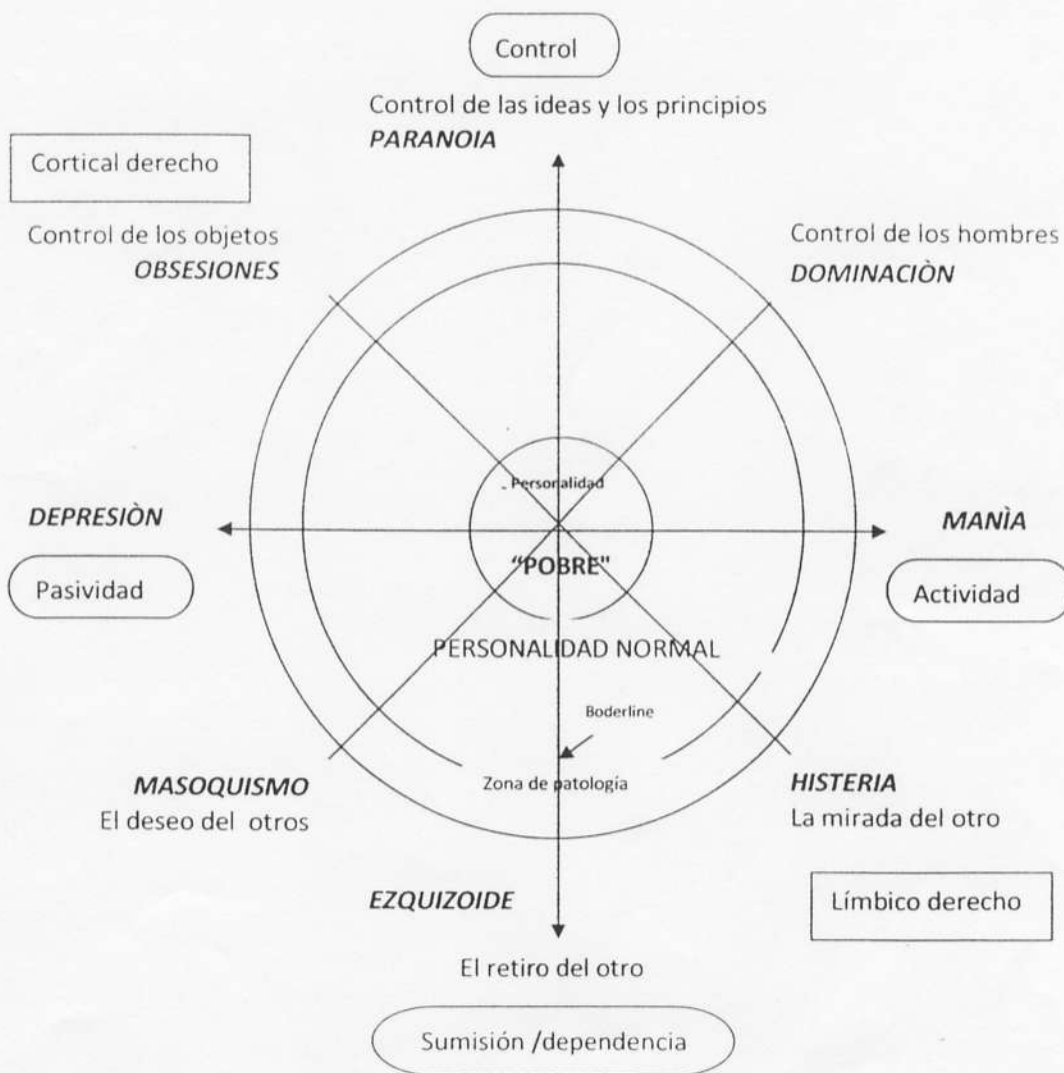 Control
Control de las ideas y los principios
PARANOIA
Cortical derecho
Control de los objetos
OBSESIONES
Control de los hombres
DOMINACIÒN
Personalidad
DEPRESIÒN
MANÌA
"POBRE"
Pasividad
Actividad
PERSONALIDAD NORMAL
Boderline
Zona de patología
MASOQUISMO
El deseo del otros
HISTERIA
La mirada del otro
EZQUIZOIDE
Límbico derecho
El retiro del otro
Sumisión /dependencia